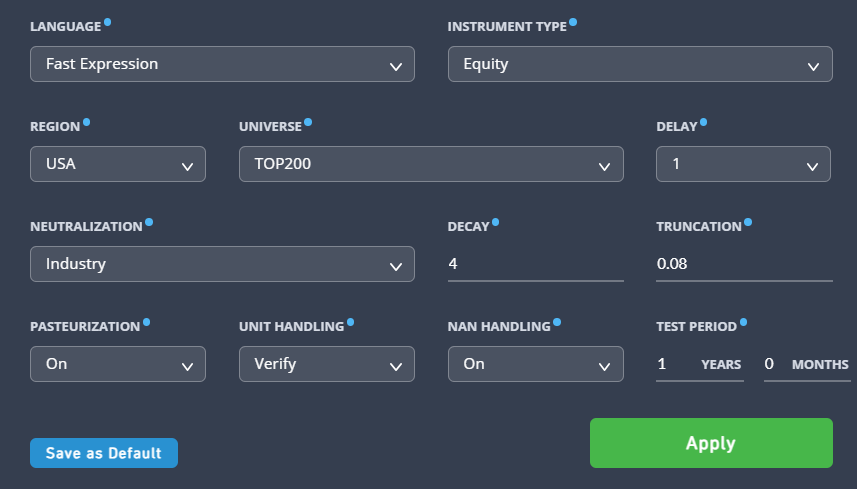 LANGUAGE INSTRUMENT TYPE
Fast Expression Equity
REGION UNIVERSE DELAY
USA TOP200 1
NEUTRALIZATION DECAY TRUNCATION
Industry 4 0.08
PASTEURIZATION UNIT HANDLING NAN HANDLING TEST PERIOD
On Verify On 1 YEARS 0 MONTHS
Save as Default Apply